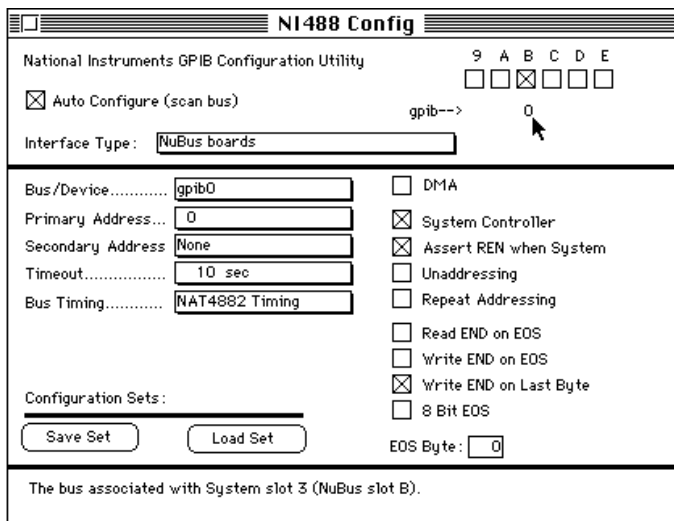 NI488 Config
National Instruments GPIB Configuration Utility
9 A B C D E
Auto Configure (scan bus)
gpib--> 0
Interface Type: NuBus boards
Bus/Device........... gpib0
Primary Address... 0
Secondary Address None
Timeout................ 10 sec
Bus Timing........... NAT4882 Timing
DMA
System Controller
Assert REN when System
Unaddressing
Repeat Addressing
Read END on EOS
Write END on EOS
Write END on Last Byte
8 Bit EOS
EOS Byte: 0
Configuration Sets:
Save Set Load Set
The bus associated with System slot 3 (NuBus slot B).